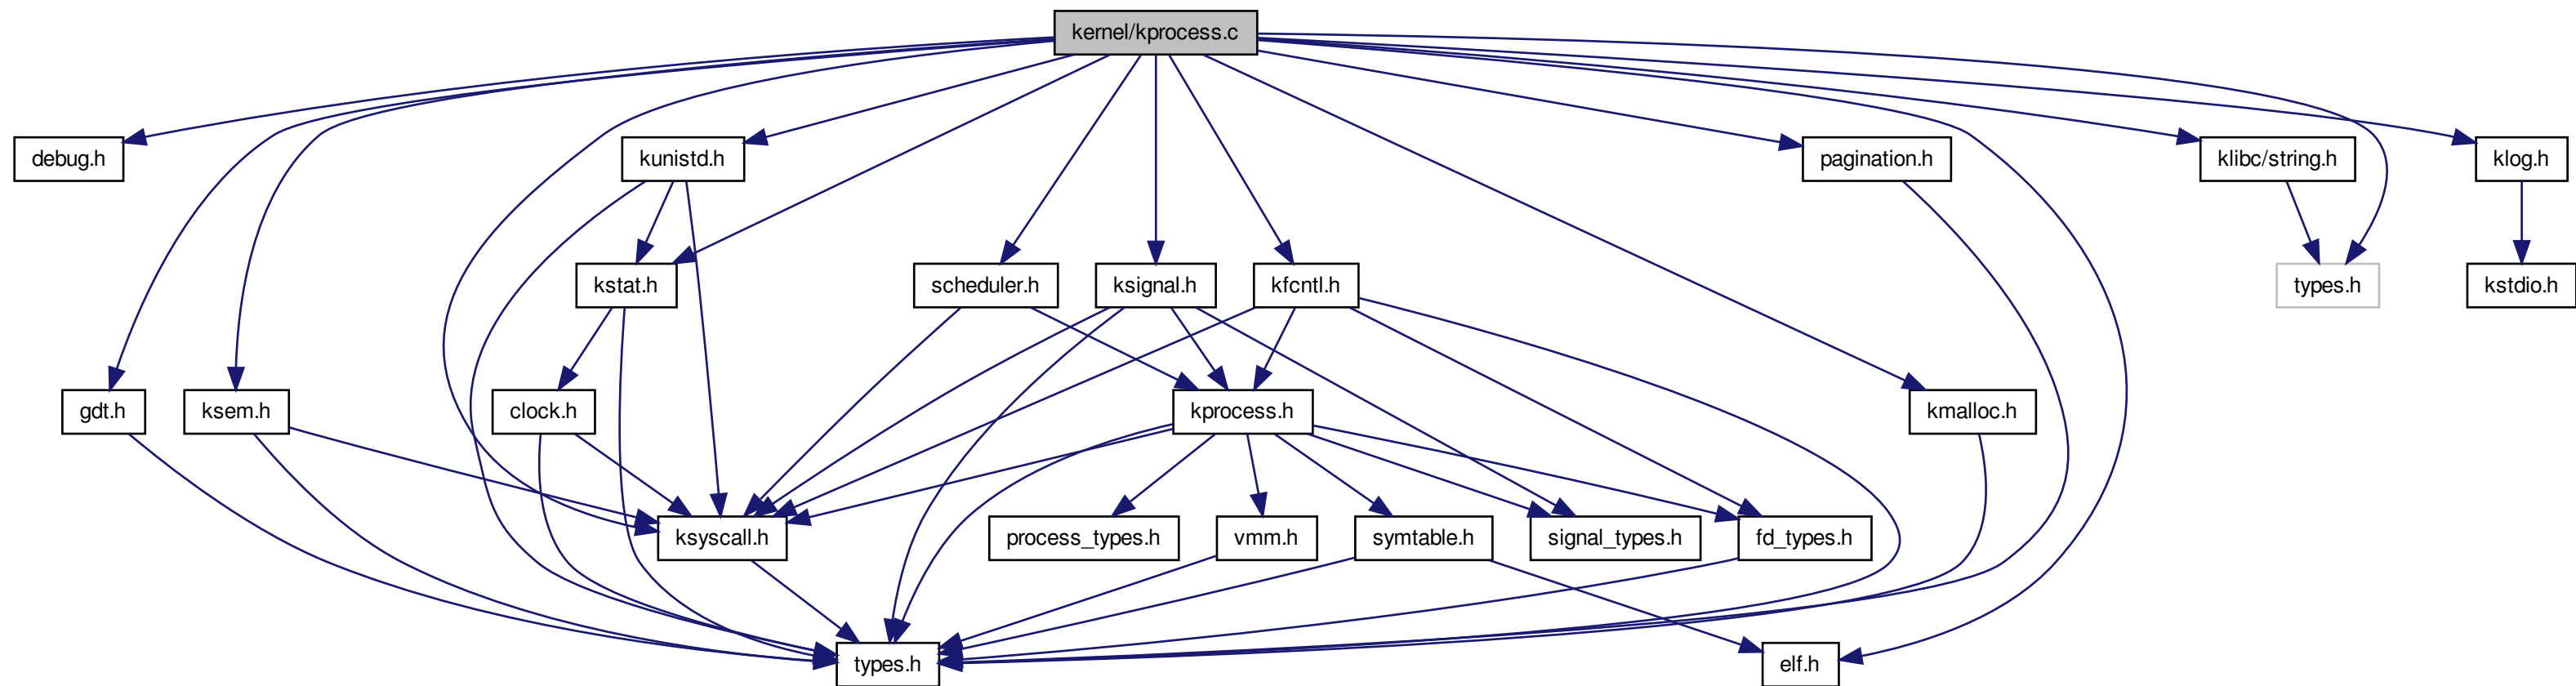 kernel/kprocess.c
debug.h
kunistd.h
pagination.h
klibc/string.h
klog.h
kstat.h
scheduler.h
ksignal.h
kfcntl.h
types.h
kstdio.h
gdt.h
ksem.h
clock.h
kprocess.h
kmalloc.h
ksyscall.h
process_types.h
vmm.h
symtable.h
signal_types.h
fd_types.h
types.h
elf.h